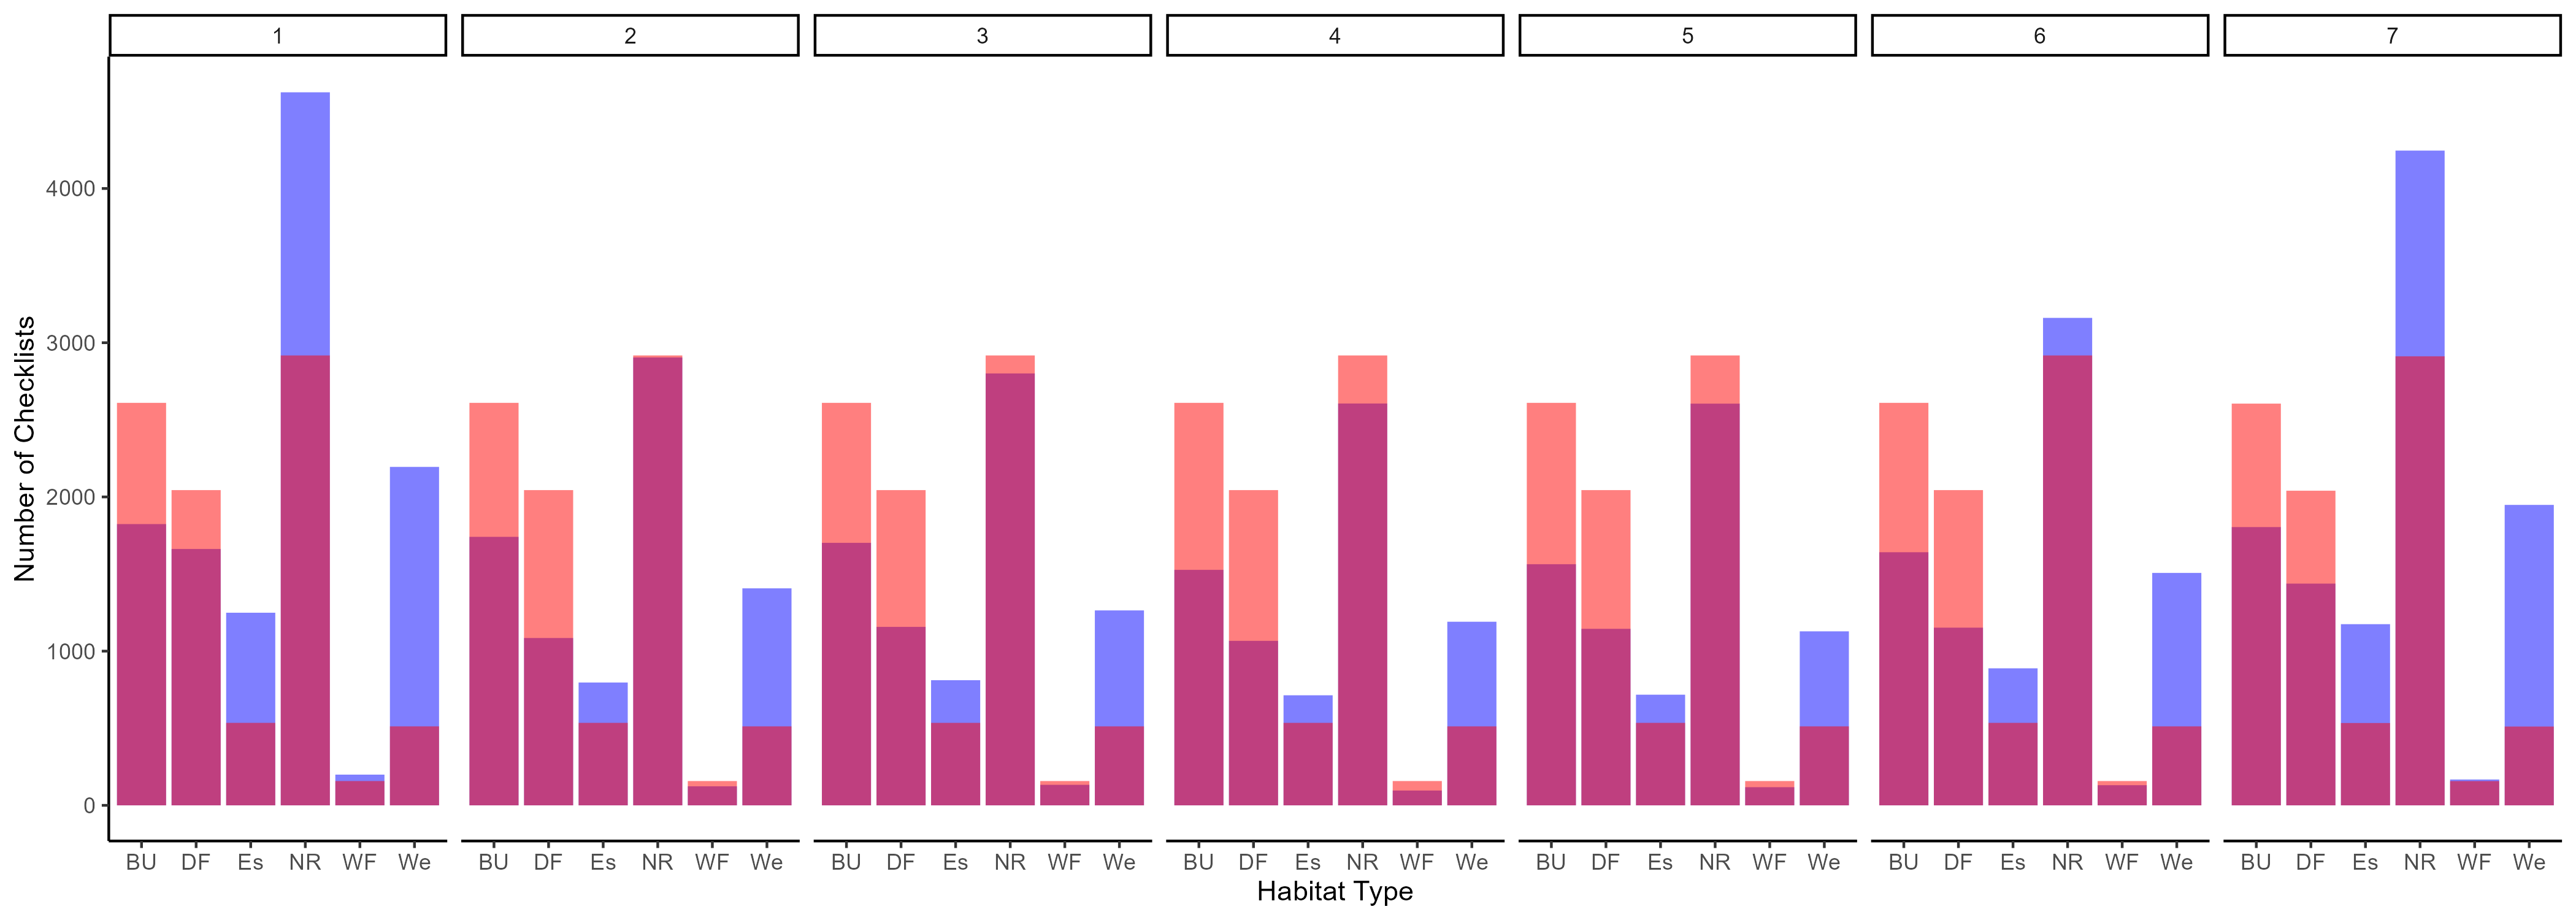 1 2 3 4 5 6 7
4000
3000
2000
1000
0
Number of Checklists
BU DF Es NR WF We BU DF Es NR WF We BU DF Es NR WF We BU DF Es NR WF We BU DF Es NR WF We BU DF Es NR WF We BU DF Es NR WF We
Habitat Type